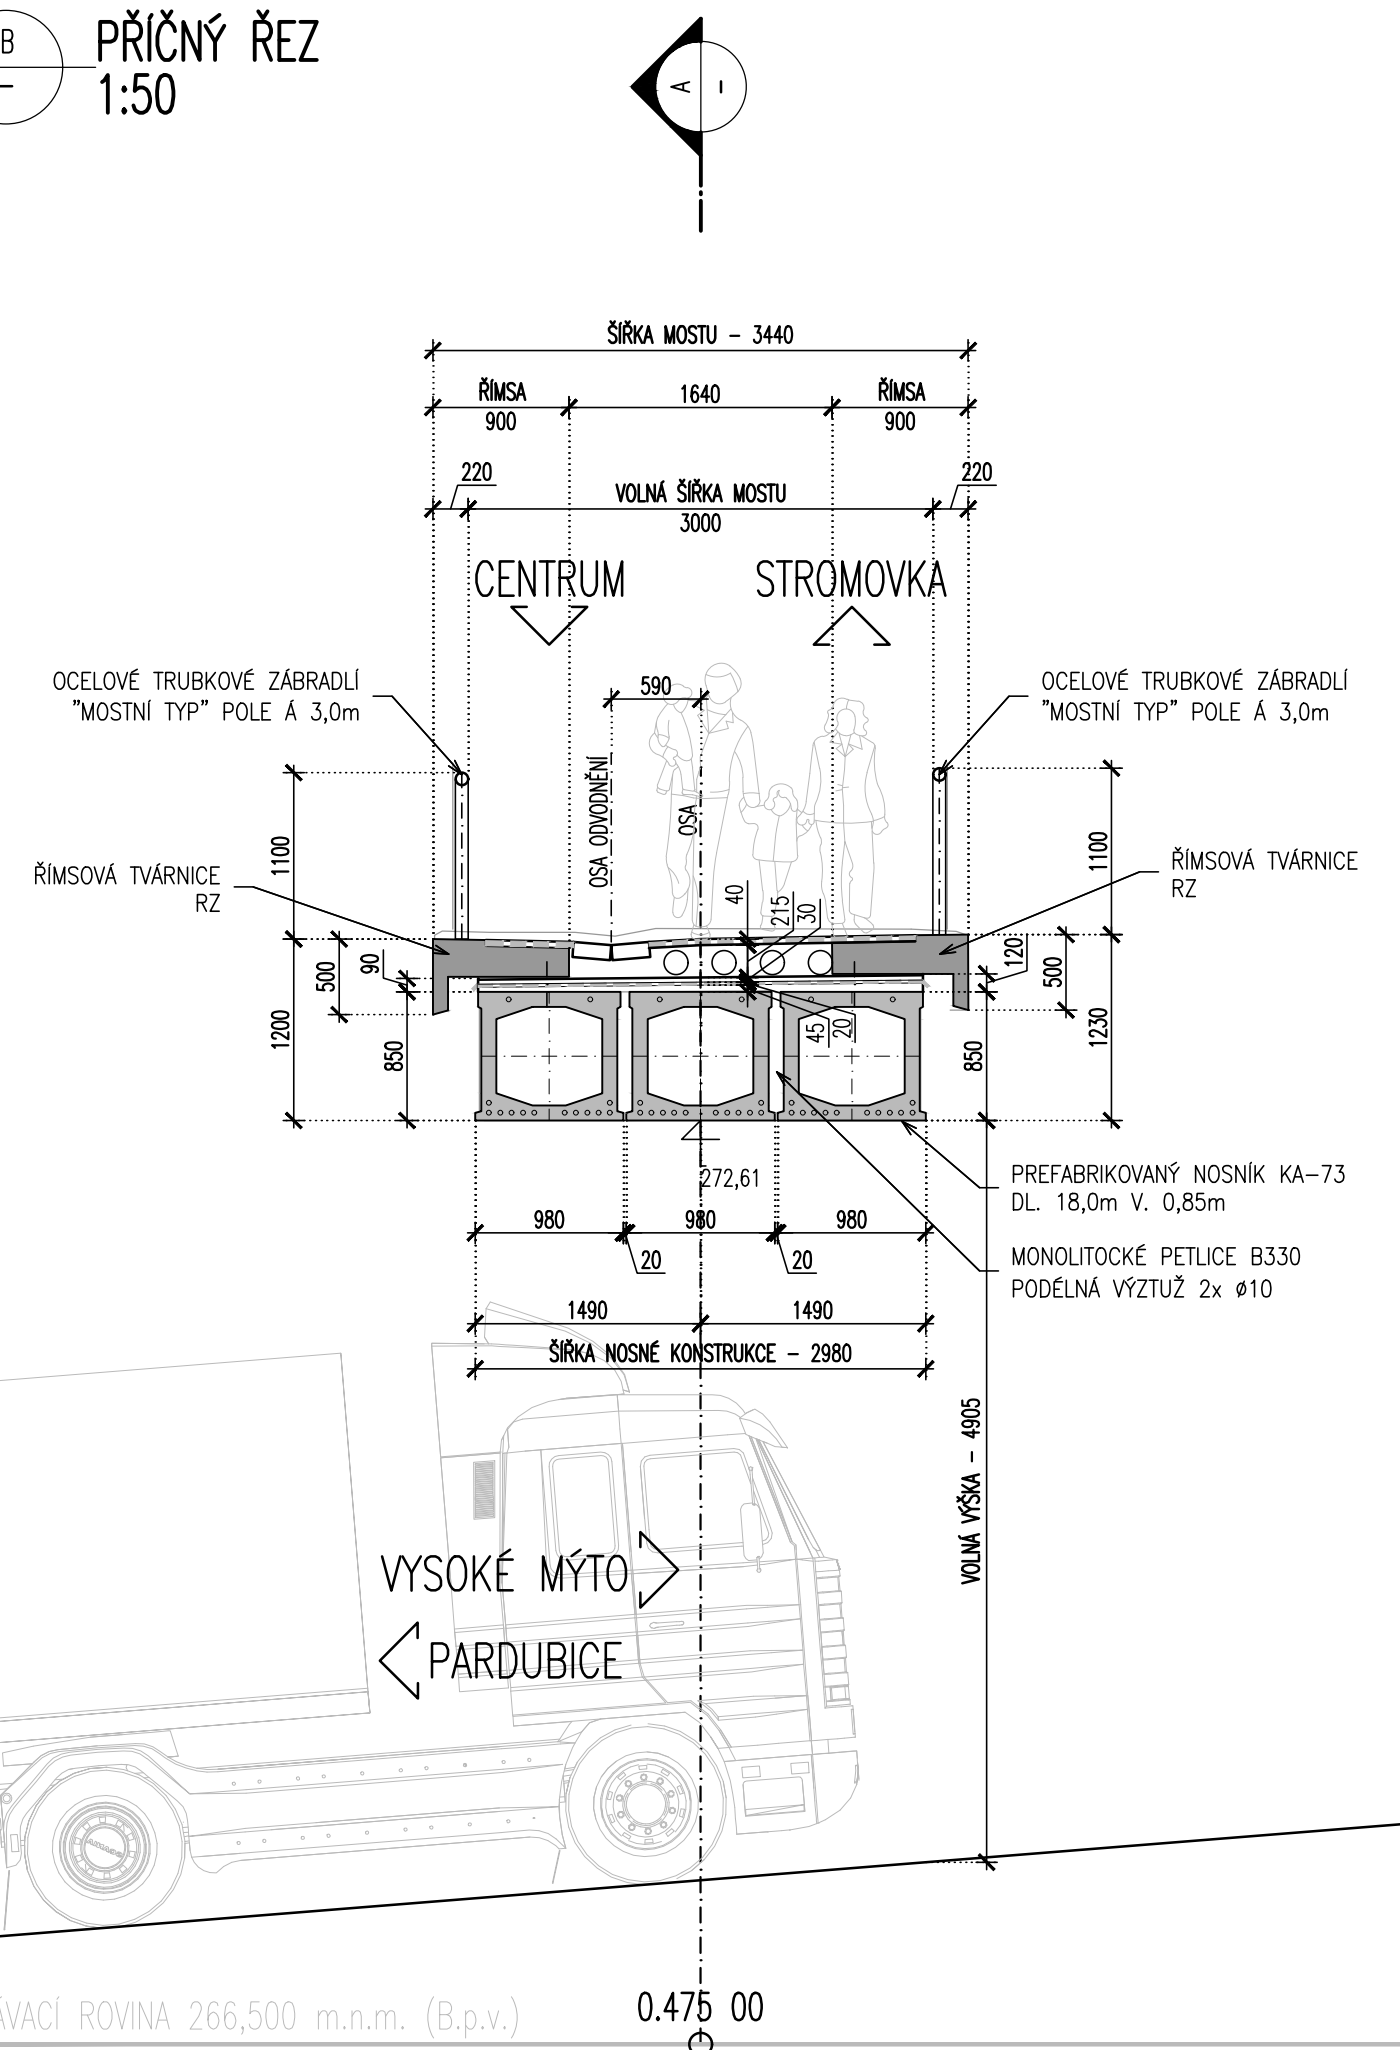 B
PŘÍČNÝ ŘEZ
1:50
A
–
ŠÍŘKA MOSTU – 3440
ŘÍMSA
1640
ŘÍMSA
900
900
220
220
VOLNÁ ŠÍŘKA MOSTU
3000
CENTRUM
STROMOVKA
OCELOVÉ TRUBKOVÉ ZÁBRADLÍ
"MOSTNÍ TYP" POLE Á 3,0m
590
OCELOVÉ TRUBKOVÉ ZÁBRADLÍ
"MOSTNÍ TYP" POLE Á 3,0m
OSA ODVODNĚNÍ
OSA
1100
1100
ŘÍMSOVÁ TVÁRNICE
RZ
ŘÍMSOVÁ TVÁRNICE
RZ
40
215
30
500
90
120
500
1200
850
45
20
850
1230
272,61
PREFABRIKOVANÝ NOSNÍK KA–73
DL. 18,0m V. 0,85m
980
980
980
20
20
MONOLITOCKÉ PETLICE B330
PODÉLNÁ VÝZTUŽ 2x ø10
1490
1490
ŠÍŘKA NOSNÉ KONSTRUKCE – 2980
VOLNÁ VÝŠKA – 4905
VYSOKÉ MÝTO
PARDUBICE
0.475 00
ÁVACÍ ROVINA 266,500 m.n.m. (B.p.v.)